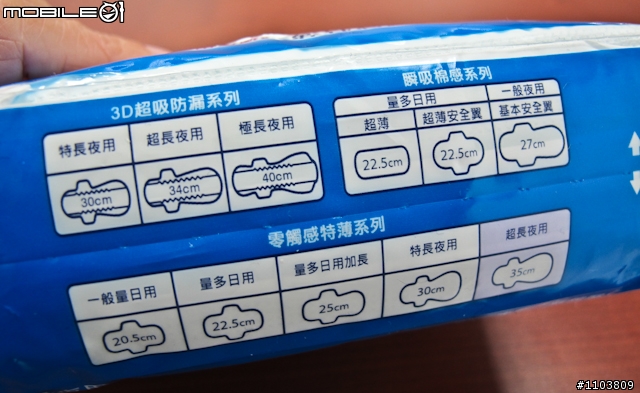 MOBILE01
3D超吸防漏系列
特長夜用 超長夜用 極長夜用
30cm 34cm 40cm
瞬吸棉感系列
量多日用 一般夜用
超薄 超薄安全翼 基本安全翼
22.5cm 22.5cm 27cm
零觸感特薄系列
一般量日用 量多日用 量多日用加長 特長夜用 超長夜用
20.5cm 22.5cm 25cm 30cm 35cm
#1103809